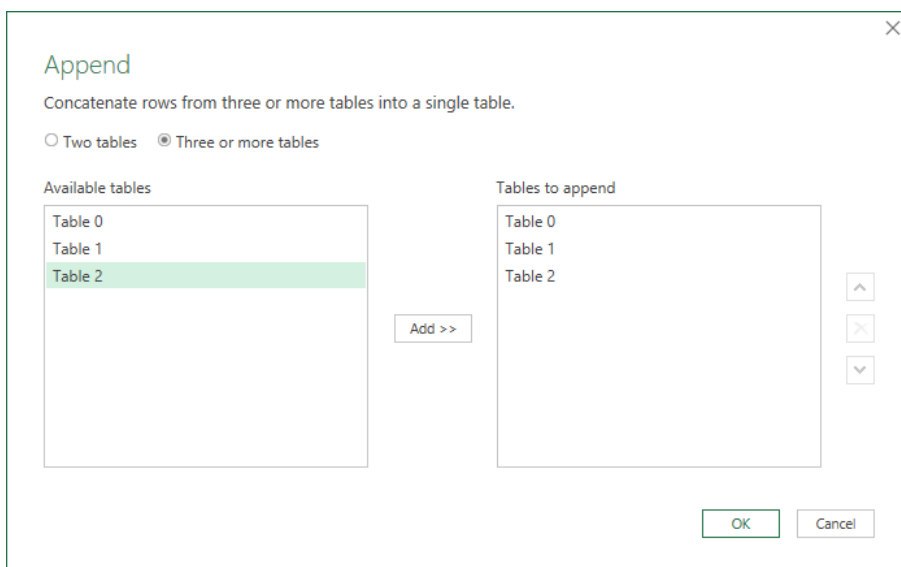 Append
Concatenate rows from three or more tables into a single table.
Two tables Three or more tables
Available tables
Table 0
Table 1
Table 2
Add >>
Tables to append
Table 0
Table 1
Table 2
OK Cancel